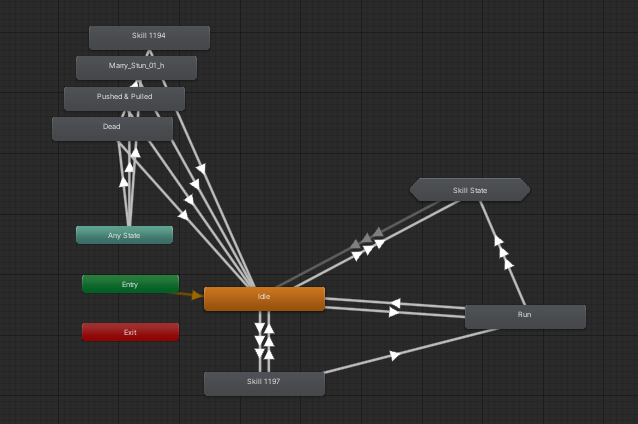 Skill 1194
Marry_Stun_01_h
Pushed & Pulled
Dead
Skill State
Any State
Entry
Idle
Run
Exit
Skill 1197